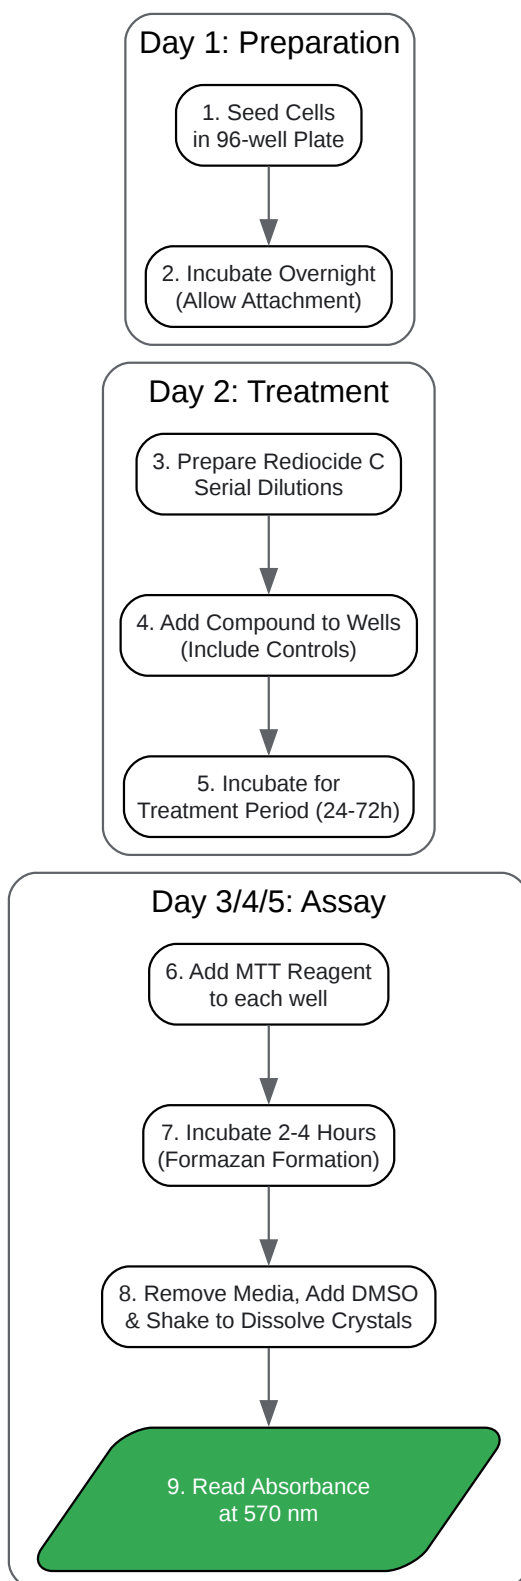 Day 1: Preparation
1. Seed Cells
in 96-well Plate
2. Incubate Overnight
(Allow Attachment)
Day 2: Treatment
3. Prepare Rediocide C
Serial Dilutions
4. Add Compound to Wells
(Include Controls)
5. Incubate for
Treatment Period (24-72h)
Day 3/4/5: Assay
6. Add MTT Reagent
to each well
7. Incubate 2-4 Hours
(Formazan Formation)
8. Remove Media, Add DMSO
& Shake to Dissolve Crystals
9. Read Absorbance
at 570 nm